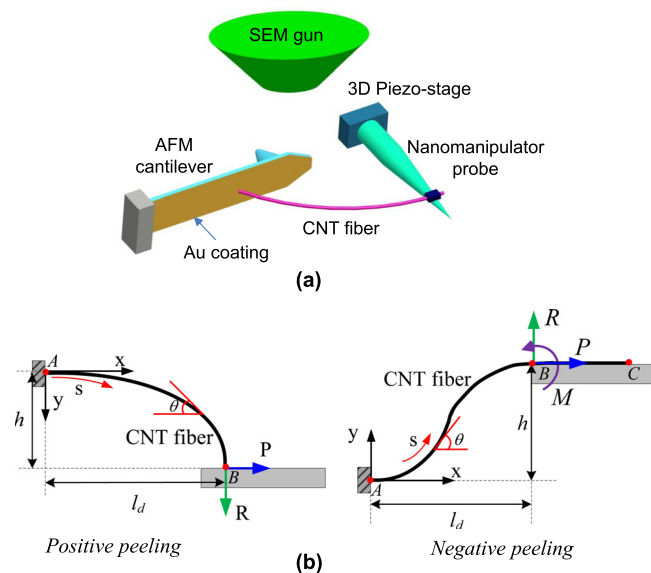 SEM gun
3D Piezo-stage
AFM
cantilever
Nanomanipulator
probe
CNT fiber
Au coating
(a)
A
x
s
y
θ
h
CNT fiber
P
B
R
l_d
Positive peeling
R
P
B
C
CNT fiber
M
y
s
θ
h
x
A
l_d
Negative peeling
(b)